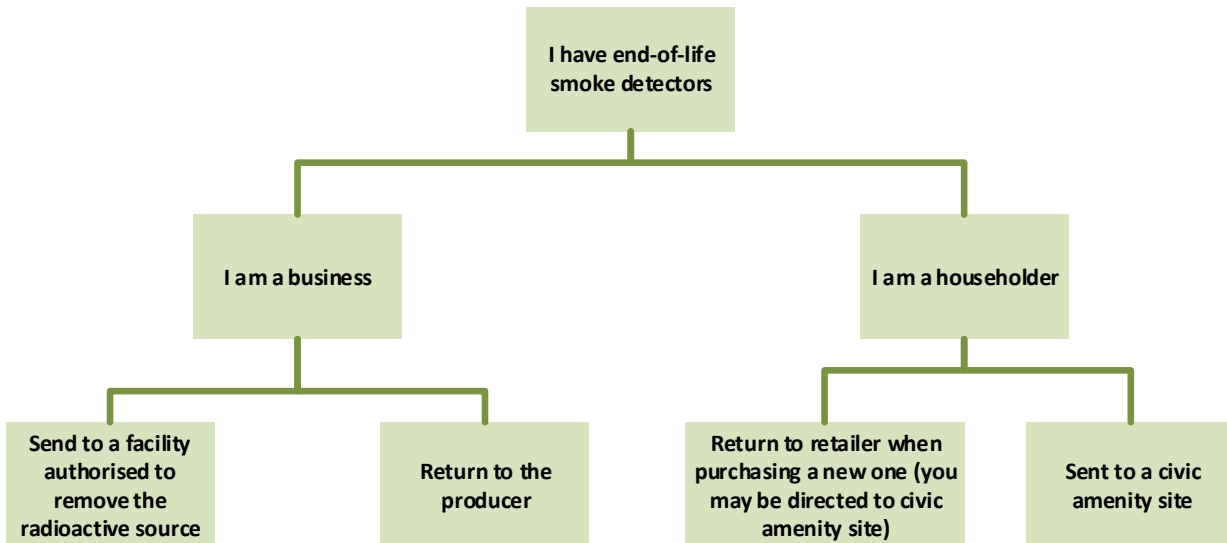 I have end-of-life
smoke detectors
I am a business
I am a householder
Send to a facility
authorised to
remove the
radioactive source
Return to the
producer
Return to retailer when
purchasing a new one (you
may be directed to civic
amenity site)
Sent to a civic
amenity site